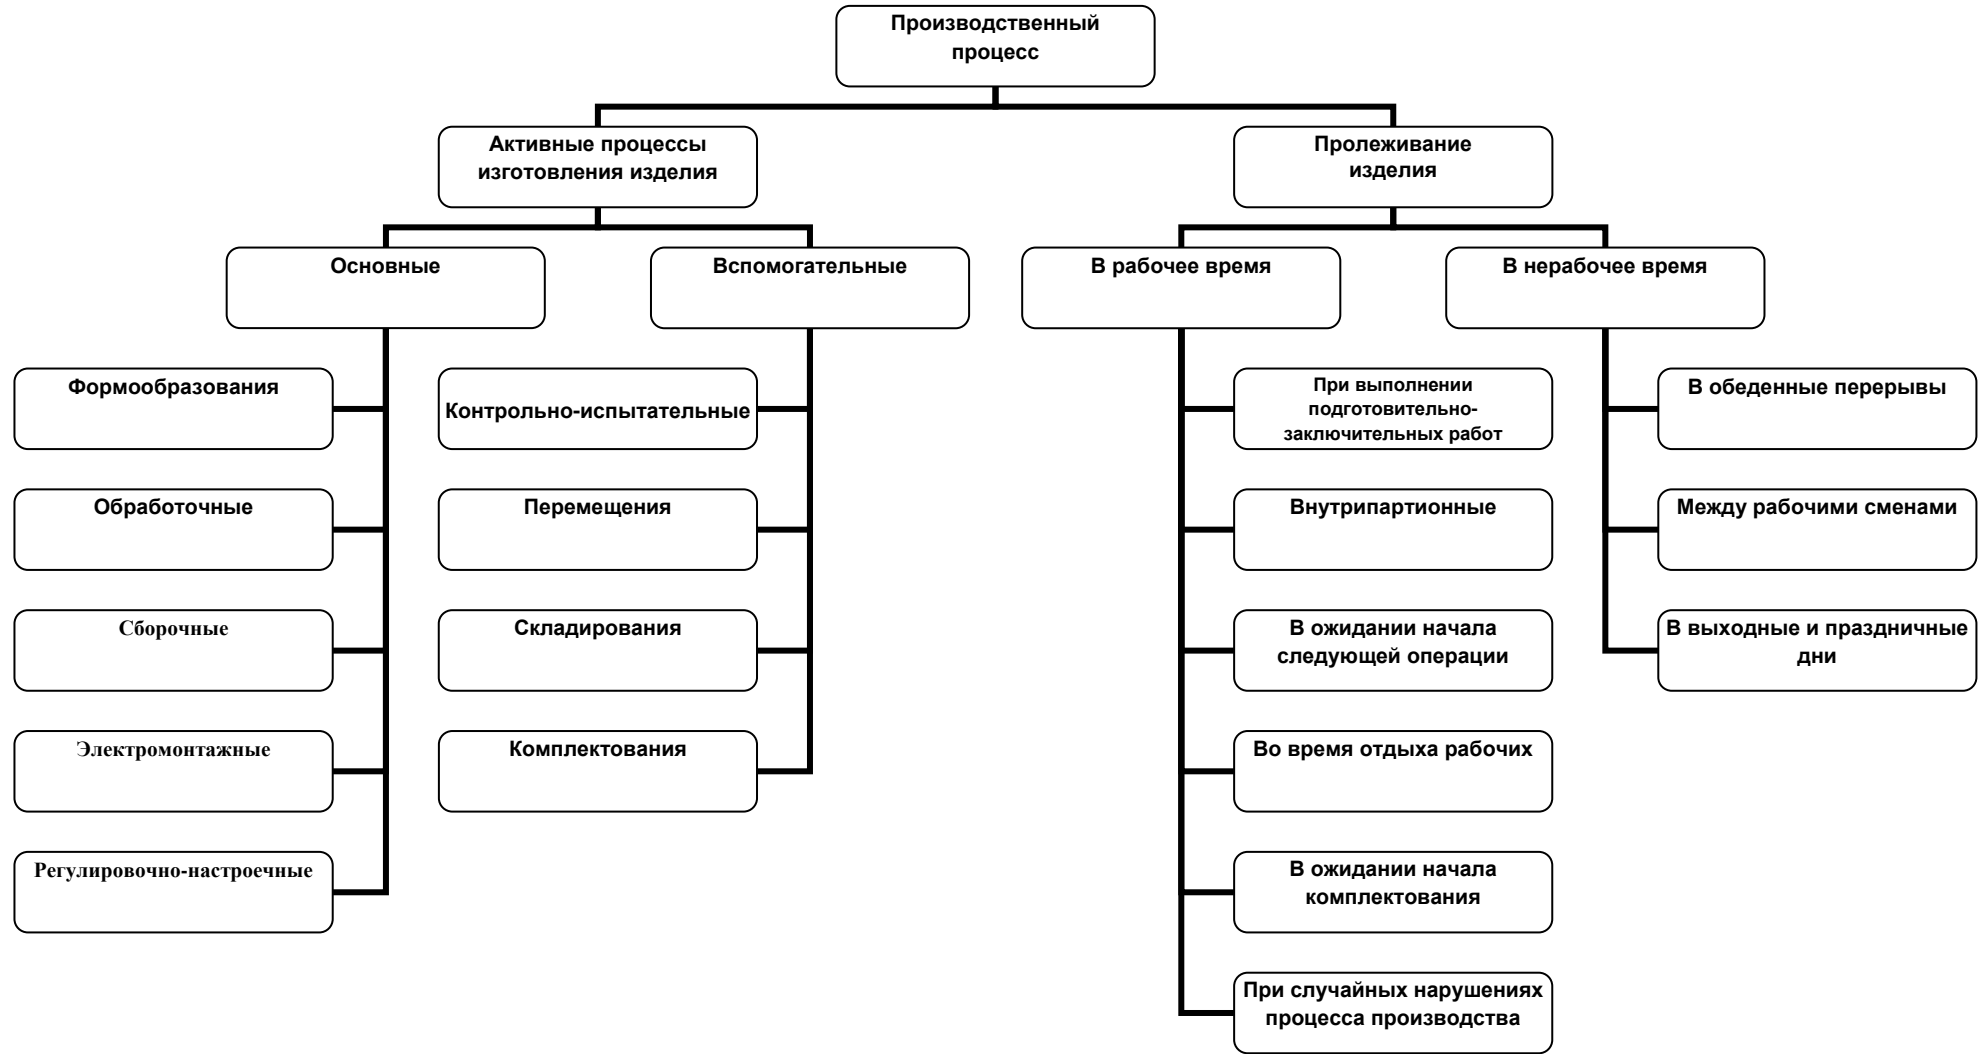 Производственный
процесс
Активные процессы
изготовления изделия
Пролеживание
изделия
Основные
Вспомогательные
В рабочее время
В нерабочее время
Формообразования
Обработочные
Сборочные
Электромонтажные
Регулировочно-настроечные
Контрольно-испытательные
Перемещения
Складирования
Комплектования
При выполнении
подготовительно-
заключительных работ
Внутрипартионные
В ожидании начала
следующей операции
Во время отдыха рабочих
В ожидании начала
комплектования
При случайных нарушениях
процесса производства
В обеденные перерывы
Между рабочими сменами
В выходные и праздничные
дни